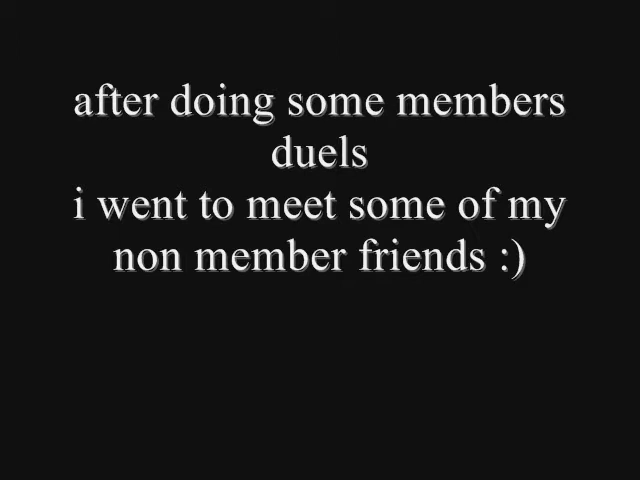 after doing some members
duels
i went to meet some of my
non member friends :)